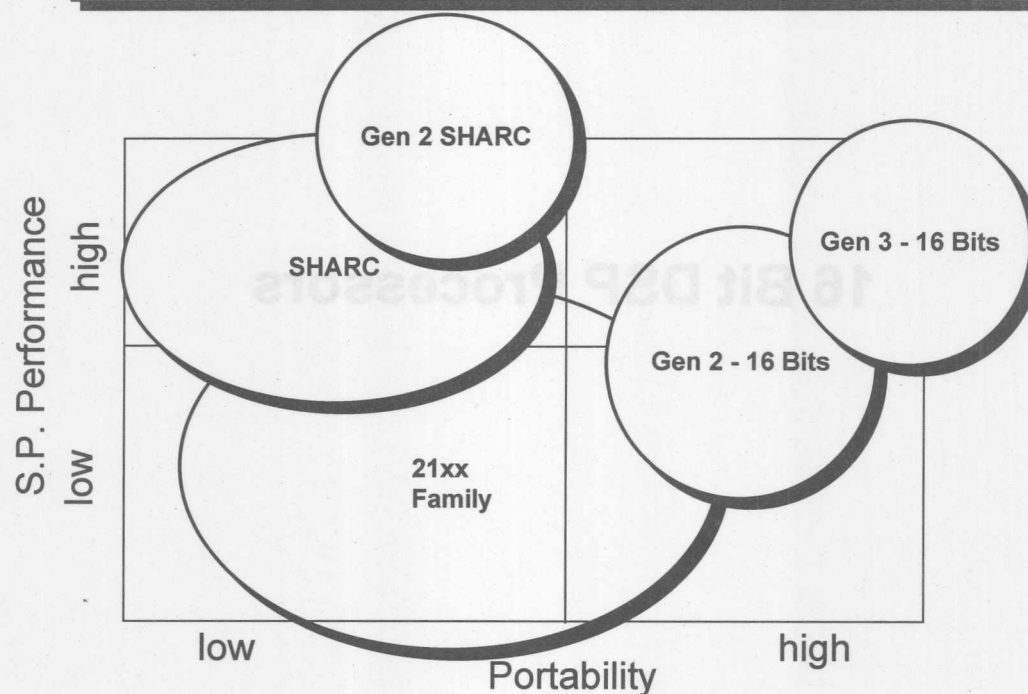 Gen 2 SHARC
Gen 3 - 16 Bits
SHARC
16 Bit DSP Processors
Gen 2 - 16 Bits
21xx
Family
S.P. Performance
high
low
low
high
Portability